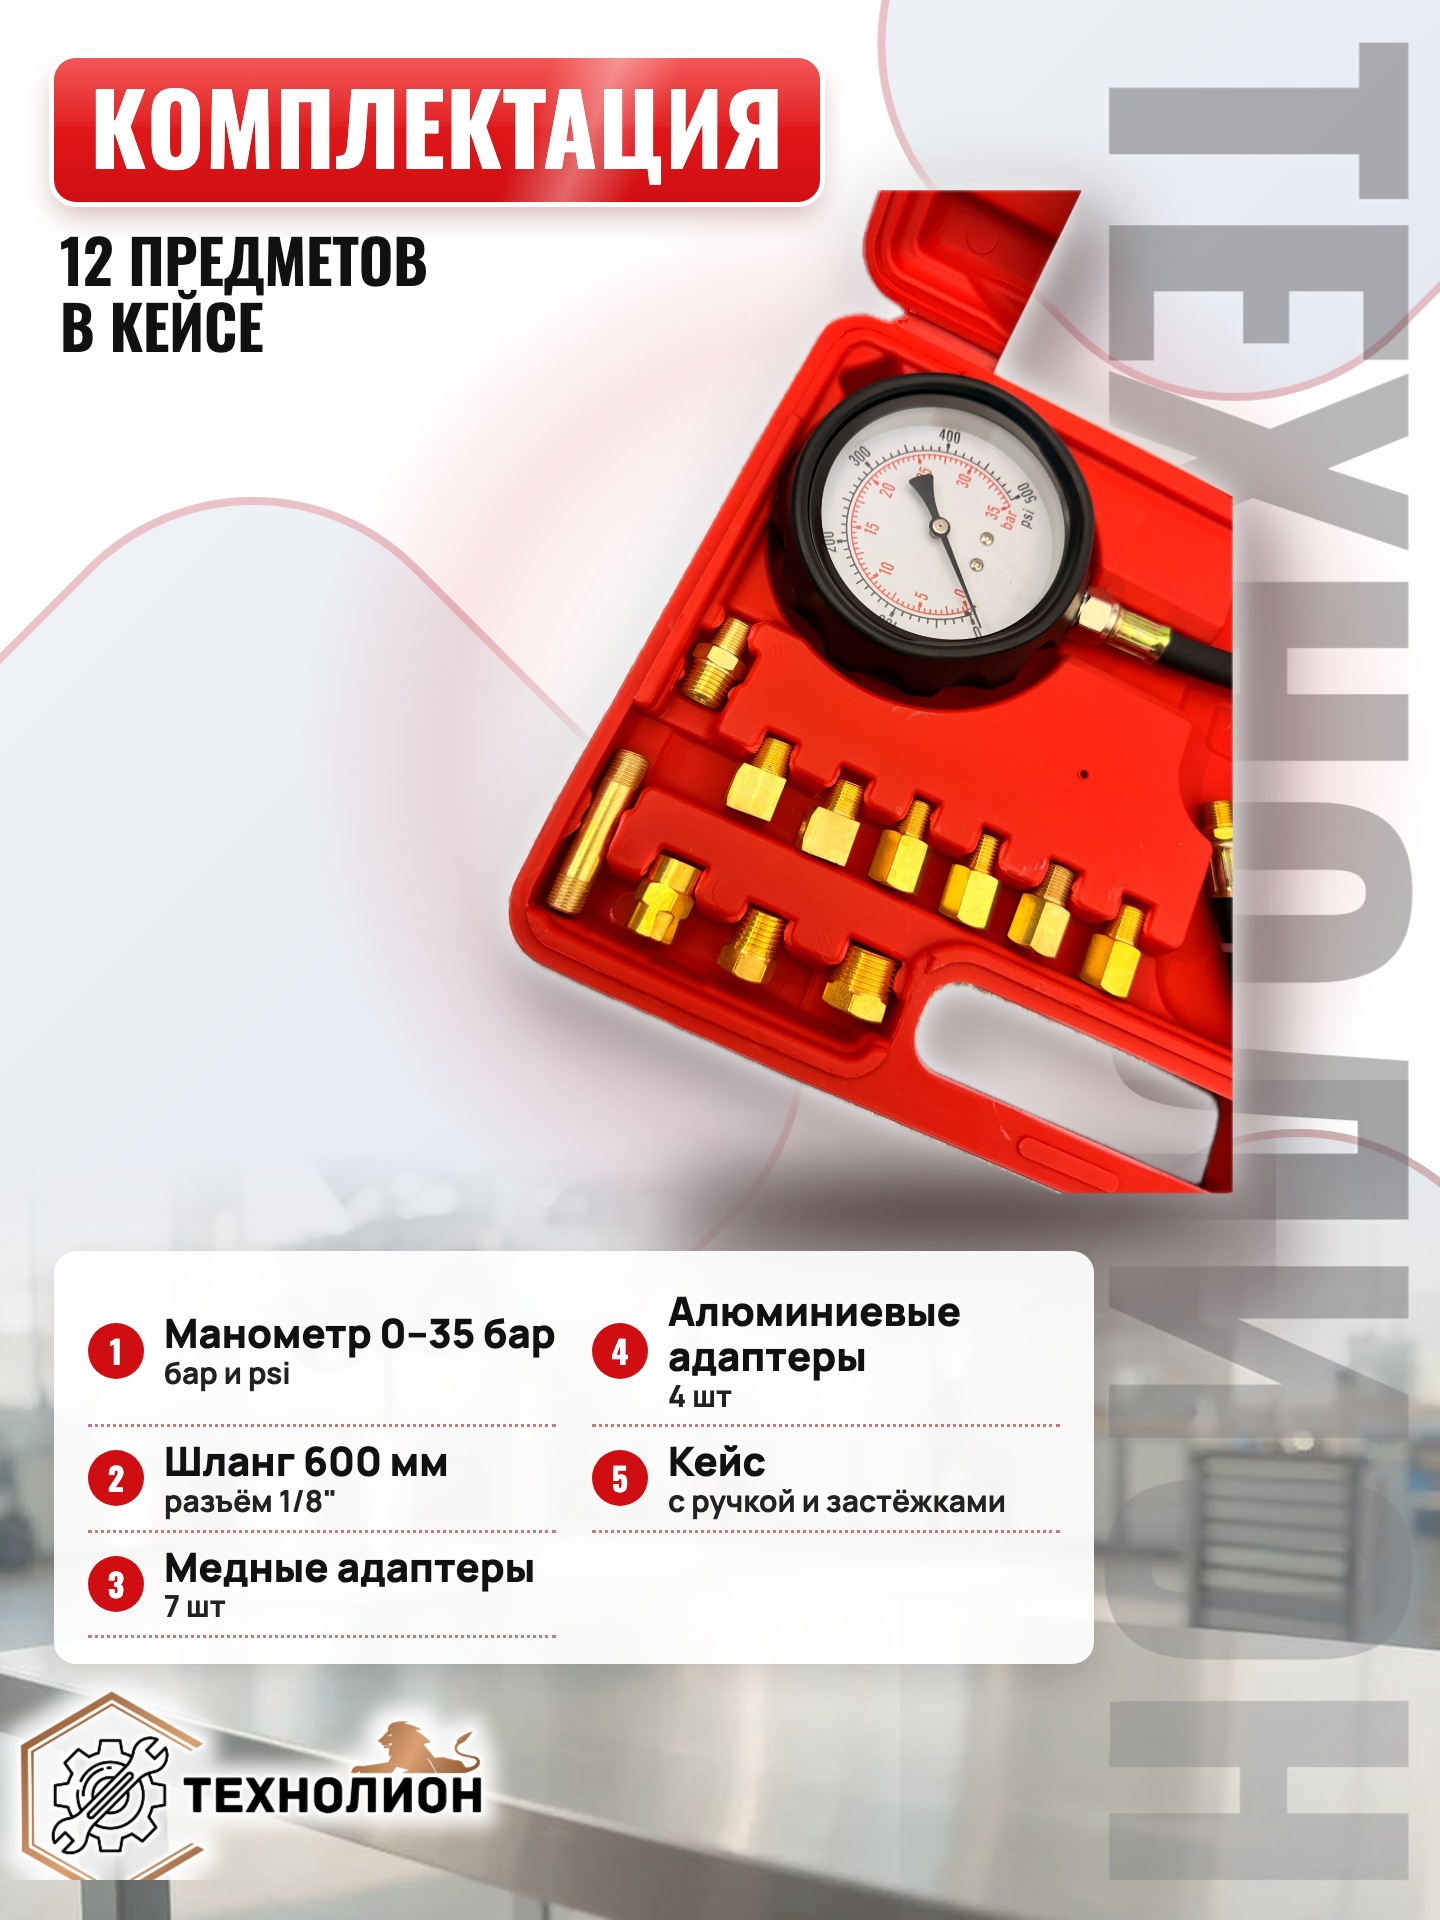 КОМПЛЕКТАЦИЯ
12 ПРЕДМЕТОВ
В КЕЙСЕ
ТЕХНОЛИОН
400
300
500
200
psi
bar
35
30
20
15
10
5
0
1
Манометр 0–35 бар
бар и psi
2
Шланг 600 мм
разъём 1/8"
3
Медные адаптеры
7 шт
4
Алюминиевые
адаптеры
4 шт
5
Кейс
с ручкой и застёжками
ТЕХНОЛИОН